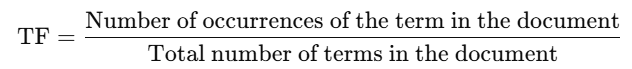 TF = Number of occurrences of the term in the document
Total number of terms in the document